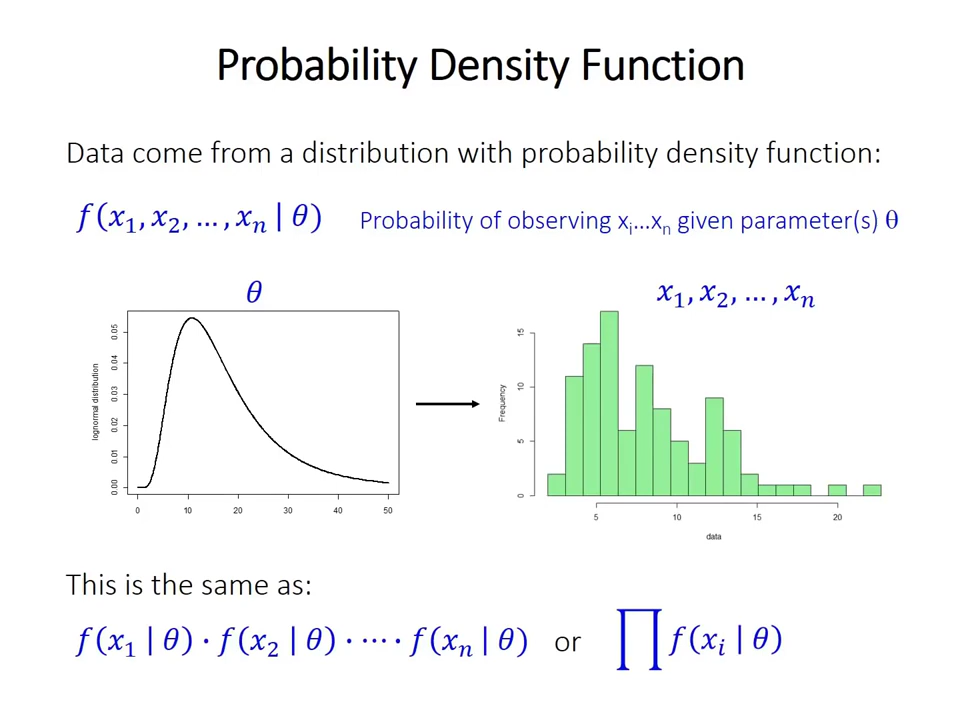 Probability Density Function
Data come from a distribution with probability density function:
f(x₁, x₂, …, xₙ | θ) Probability of observing xᵢ…xₙ given parameter(s) θ
θ
x₁, x₂, …, xₙ
lognormal distribution
0.00 0.01 0.02 0.03 0.04 0.05
0 10 20 30 40 50
Frequency
0 5 10 15
5 10 15 20
data
This is the same as:
f(x₁ | θ) · f(x₂ | θ) · ⋯ · f(xₙ | θ) or ∏ f(xᵢ | θ)